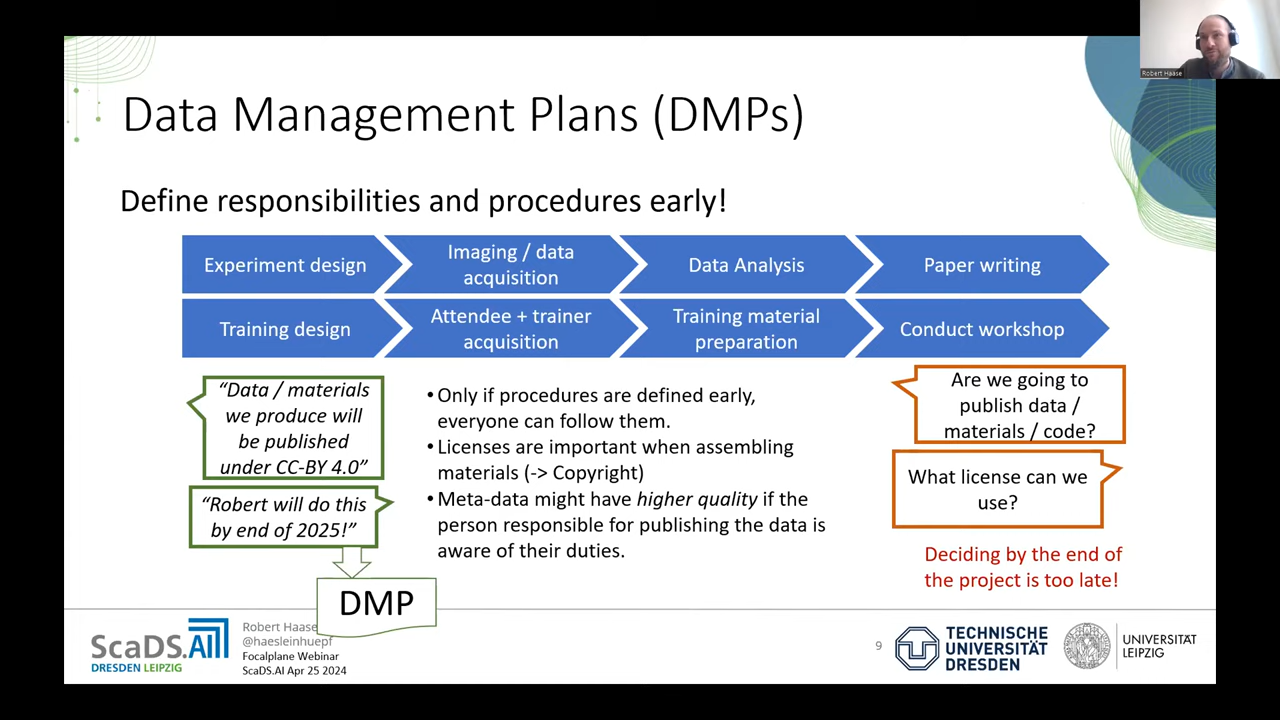 Robert Haase
Data Management Plans (DMPs)
Define responsibilities and procedures early!
Experiment design
Imaging / data
acquisition
Data Analysis
Paper writing
Training design
Attendee + trainer
acquisition
Training material
preparation
Conduct workshop
“Data / materials
we produce will
be published
under CC-BY 4.0”
“Robert will do this
by end of 2025!”
DMP
• Only if procedures are defined early,
everyone can follow them.
• Licenses are important when assembling
materials (-> Copyright)
• Meta-data might have higher quality if the
person responsible for publishing the data is
aware of their duties.
Are we going to
publish data /
materials / code?
What license can we
use?
Deciding by the end of
the project is too late!
ScaDS.AI
DRESDEN LEIPZIG
Robert Haase
@haesleinhuepf
Focalplane Webinar
ScaDS.AI Apr 25 2024
9
TECHNISCHE
UNIVERSITÄT
DRESDEN
UNIVERSITÄT
LEIPZIG